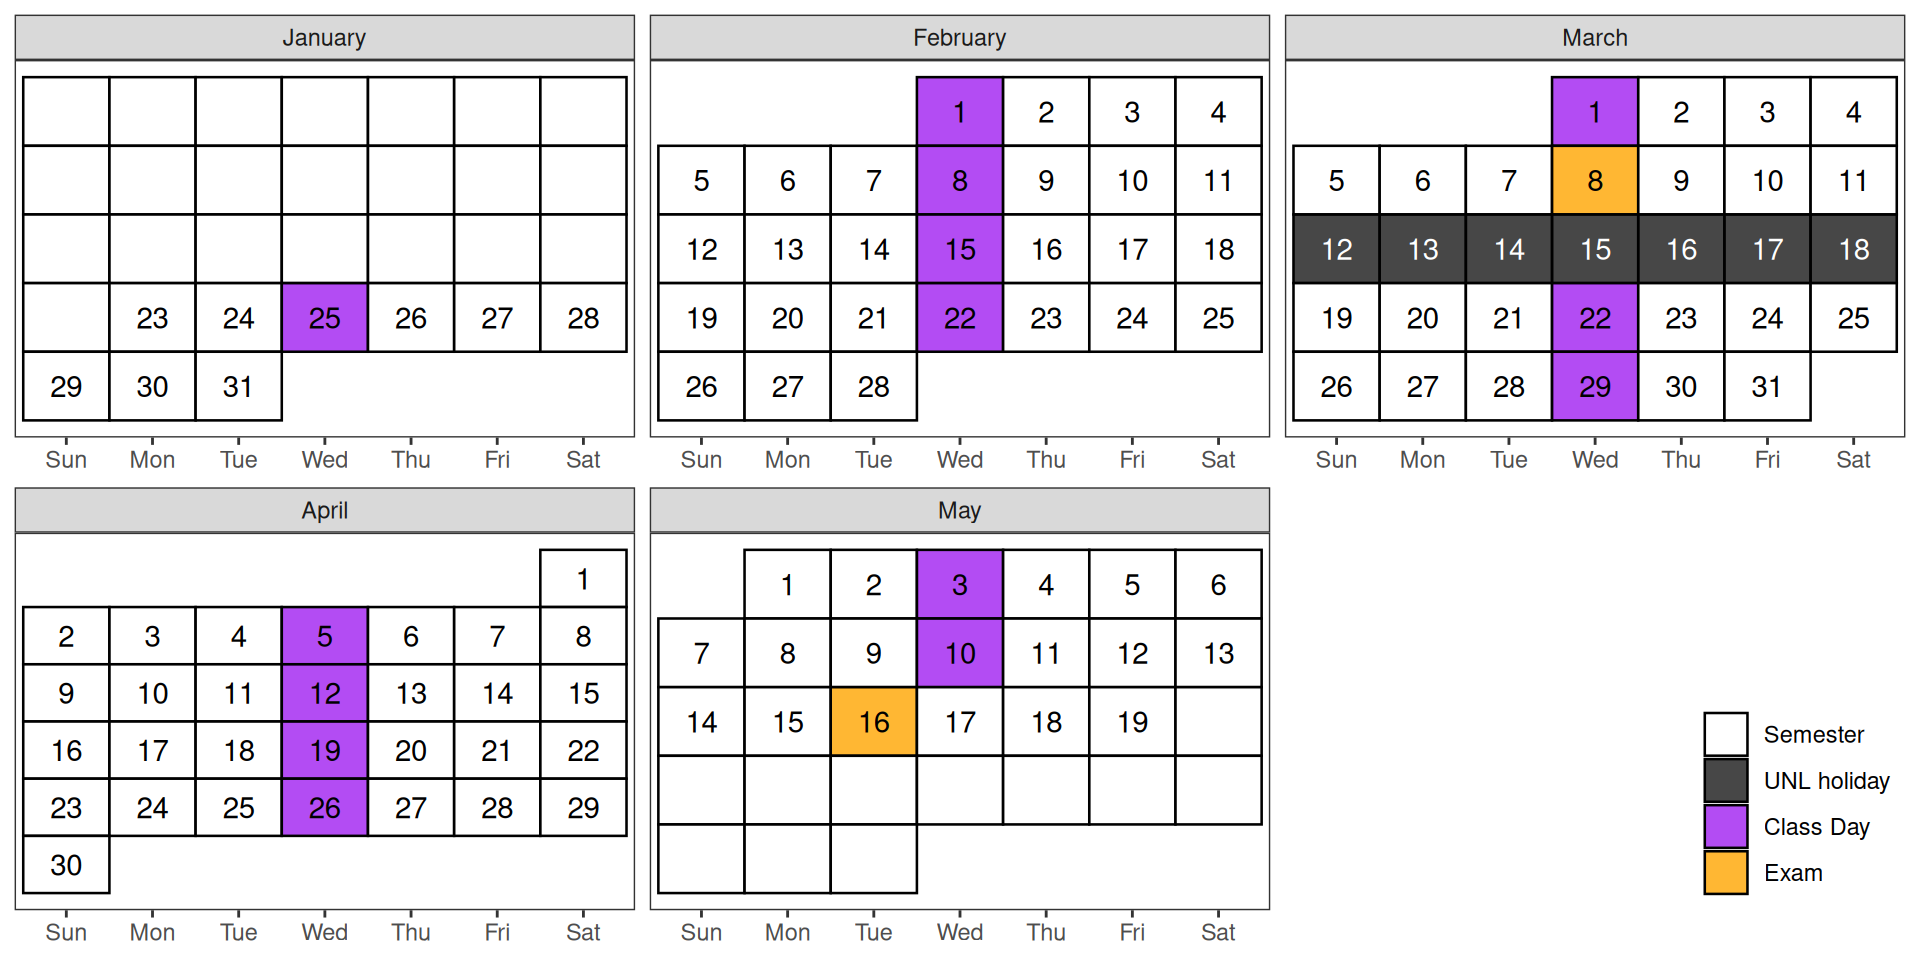 January
23 24 25 26 27 28
29 30 31
Sun Mon Tue Wed Thu Fri Sat
February
1 2 3 4
5 6 7 8 9 10 11
12 13 14 15 16 17 18
19 20 21 22 23 24 25
26 27 28
Sun Mon Tue Wed Thu Fri Sat
March
1 2 3 4
5 6 7 8 9 10 11
12 13 14 15 16 17 18
19 20 21 22 23 24 25
26 27 28 29 30 31
Sun Mon Tue Wed Thu Fri Sat
April
1
2 3 4 5 6 7 8
9 10 11 12 13 14 15
16 17 18 19 20 21 22
23 24 25 26 27 28 29
30
Sun Mon Tue Wed Thu Fri Sat
May
1 2 3 4 5 6
7 8 9 10 11 12 13
14 15 16 17 18 19
Sun Mon Tue Wed Thu Fri Sat
Semester
UNL holiday
Class Day
Exam